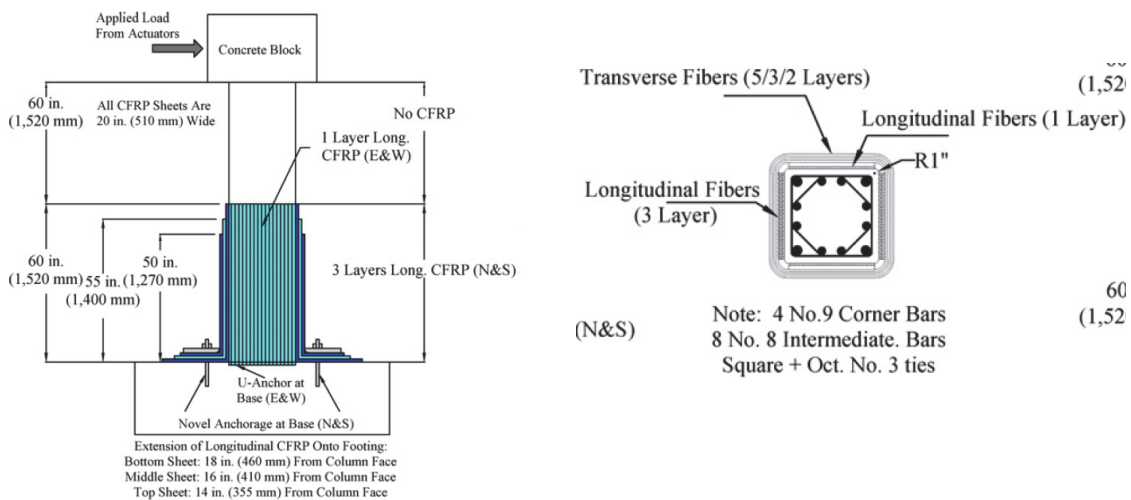 Applied Load
From Actuators
Concrete Block
60 in.
(1,520 mm)
All CFRP Sheets Are
20 in. (510 mm) Wide
No CFRP
1 Layer Long.
CFRP (E&W)
60 in.
(1,520 mm)
55 in.
(1,400 mm)
50 in.
(1,270 mm)
3 Layers Long. CFRP (N&S)
U-Anchor at
Base (E&W)
Novel Anchorage at Base (N&S)
Extension of Longitudinal CFRP Onto Footing:
Bottom Sheet: 18 in. (460 mm) From Column Face
Middle Sheet: 16 in. (410 mm) From Column Face
Top Sheet: 14 in. (355 mm) From Column Face
Transverse Fibers (5/3/2 Layers)
Longitudinal Fibers (1 Layer)
R1"
Longitudinal Fibers
(3 Layer)
(N&S)
Note: 4 No.9 Corner Bars
8 No. 8 Intermediate. Bars
Square + Oct. No. 3 ties
(1,52
60
(1,52